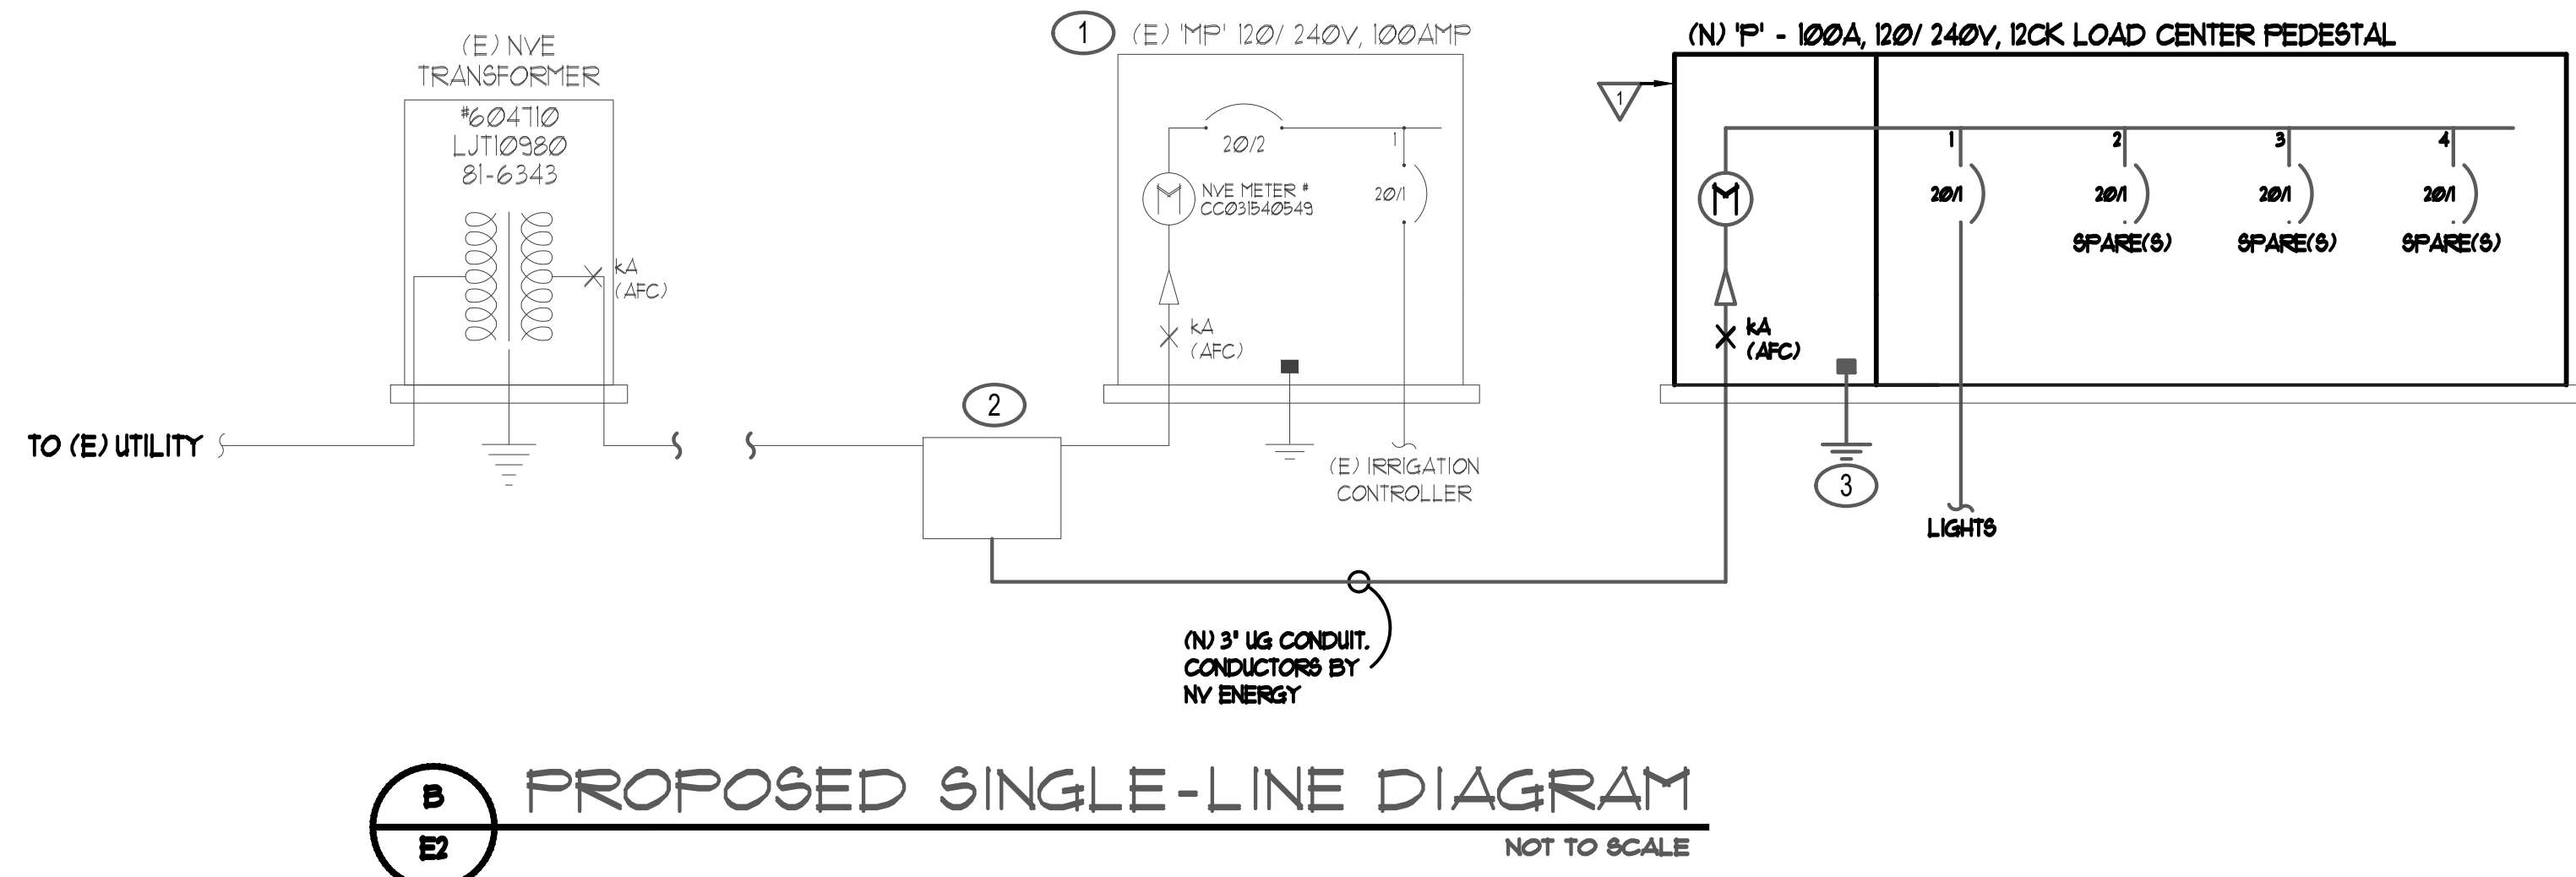 (E) NVE
TRANSFORMER
#604710
LJT10980
81-6343
kA
(AFC)
TO (E) UTILITY
1
(E) 'MP' 120/ 240V, 100AMP
20/2
1
NVE METER #
CC031540549
M
20/1
kA
(AFC)
2
(E) IRRIGATION
CONTROLLER
(N) 'P' - 100A, 120/ 240V, 12CK LOAD CENTER PEDESTAL
1
1
2
3
4
M
20/1
20/1
20/1
20/1
SPARE(S)
SPARE(S)
SPARE(S)
kA
(AFC)
3
LIGHTS
(N) 3" UG CONDUIT.
CONDUCTORS BY
NV ENERGY
B
E2
PROPOSED SINGLE-LINE DIAGRAM
NOT TO SCALE